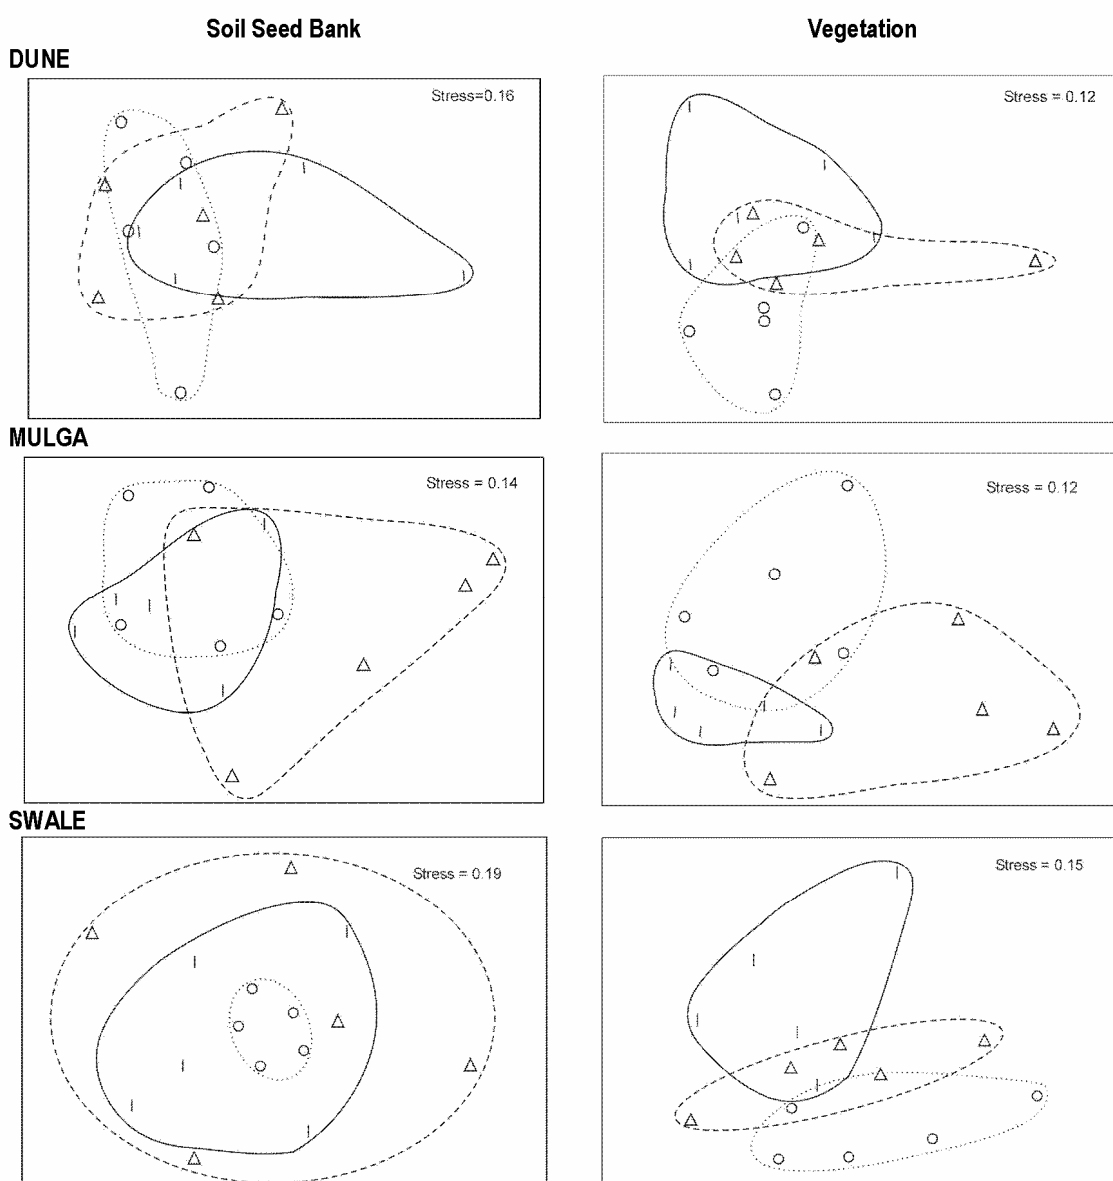 Soil Seed Bank Vegetation
DUNE
Stress=0.16 Stress = 0.12
MULGA
Stress = 0.14 Stress = 0.12
SWALE
Stress = 0.19 Stress = 0.15